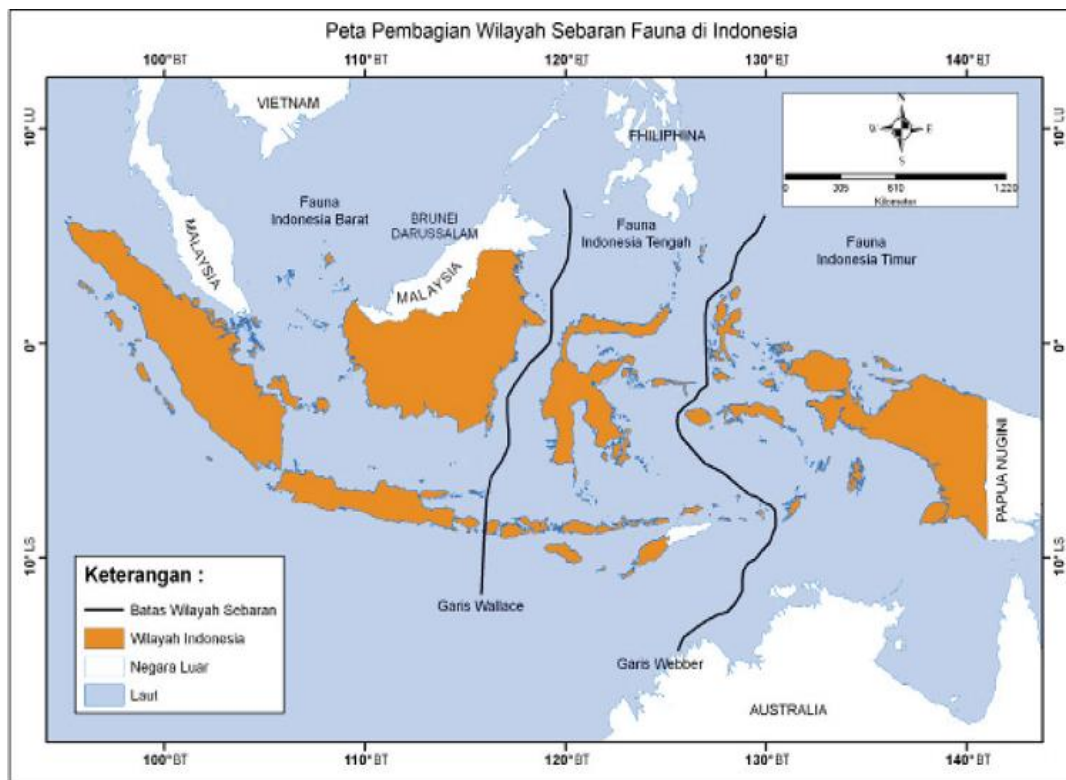 Peta Pembagian Wilayah Sebaran Fauna di Indonesia
100°BT
110°BT
120°BT
130°BT
140°BT
VIETNAM
FHILIPHINA
N
W
E
S
0
305
610
1.220
Kilometer
10° LU
10° LU
Fauna
Indonesia Barat
BRUNEI
DARUSSALAM
Fauna
Indonesia Tengah
Fauna
Indonesia Timur
MALAYSIA
MALAYSIA
0°
0°
PAPUA NUGINI
10° LS
10° LS
Keterangan :
Batas Wilayah Sebaran
Wilayah Indonesia
Negara Luar
Laut
Garis Wallace
Garis Webber
AUSTRALIA
100°BT
110°BT
120°BT
130°BT
140°BT